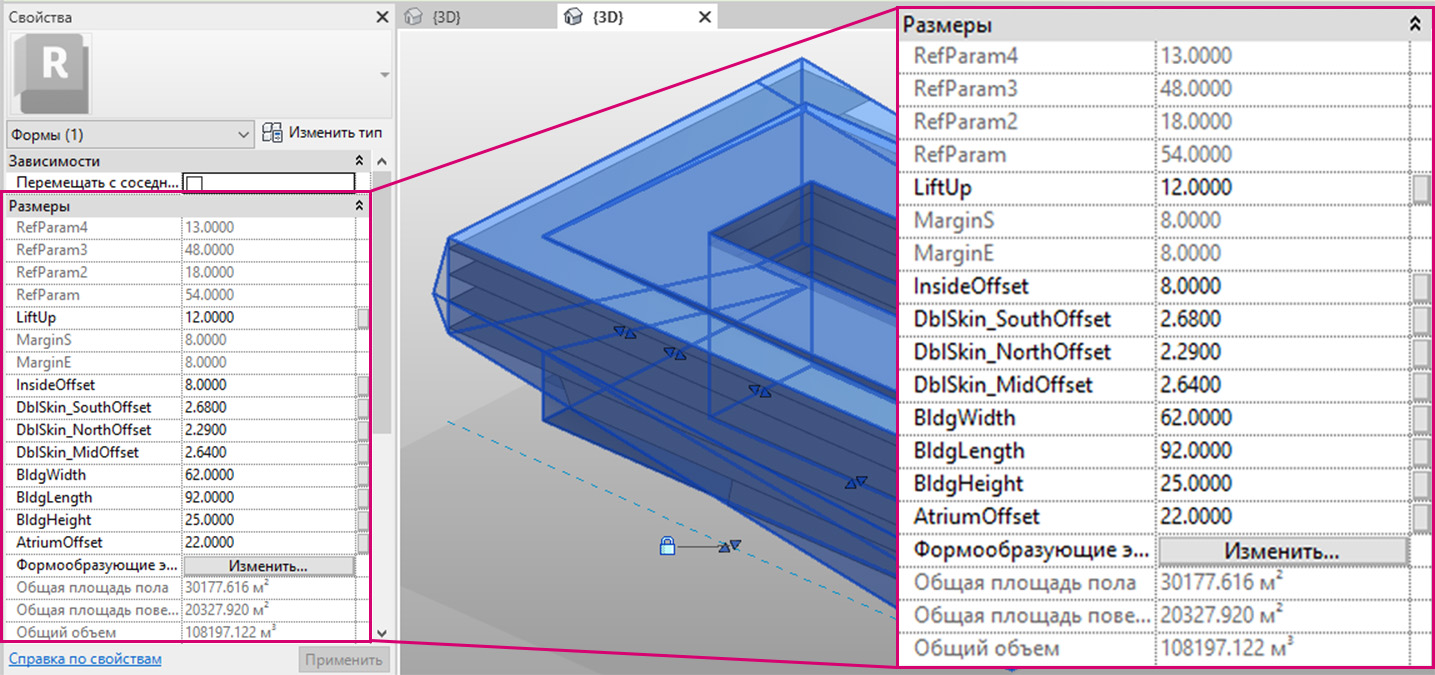 Свойства
R
Формы (1)
Изменить тип
Зависимости
Перемещать с соседн...
Размеры
RefParam4 13.0000
RefParam3 48.0000
RefParam2 18.0000
RefParam 54.0000
LiftUp 12.0000
MarginS 8.0000
MarginE 8.0000
InsideOffset 8.0000
DblSkin_SouthOffset 2.6800
DblSkin_NorthOffset 2.2900
DblSkin_MidOffset 2.6400
BldgWidth 62.0000
BldgLength 92.0000
BldgHeight 25.0000
AtriumOffset 22.0000
Формообразующие э... Изменить...
Общая площадь пола 30177.616 м²
Общая площадь пове... 20327.920 м²
Общий объем 108197.122 м³
Справка по свойствам
Применить
{3D}
{3D}
Размеры
RefParam4 13.0000
RefParam3 48.0000
RefParam2 18.0000
RefParam 54.0000
LiftUp 12.0000
MarginS 8.0000
MarginE 8.0000
InsideOffset 8.0000
DblSkin_SouthOffset 2.6800
DblSkin_NorthOffset 2.2900
DblSkin_MidOffset 2.6400
BldgWidth 62.0000
BldgLength 92.0000
BldgHeight 25.0000
AtriumOffset 22.0000
Формообразующие э... Изменить...
Общая площадь пола 30177.616 м²
Общая площадь пове... 20327.920 м²
Общий объем 108197.122 м³